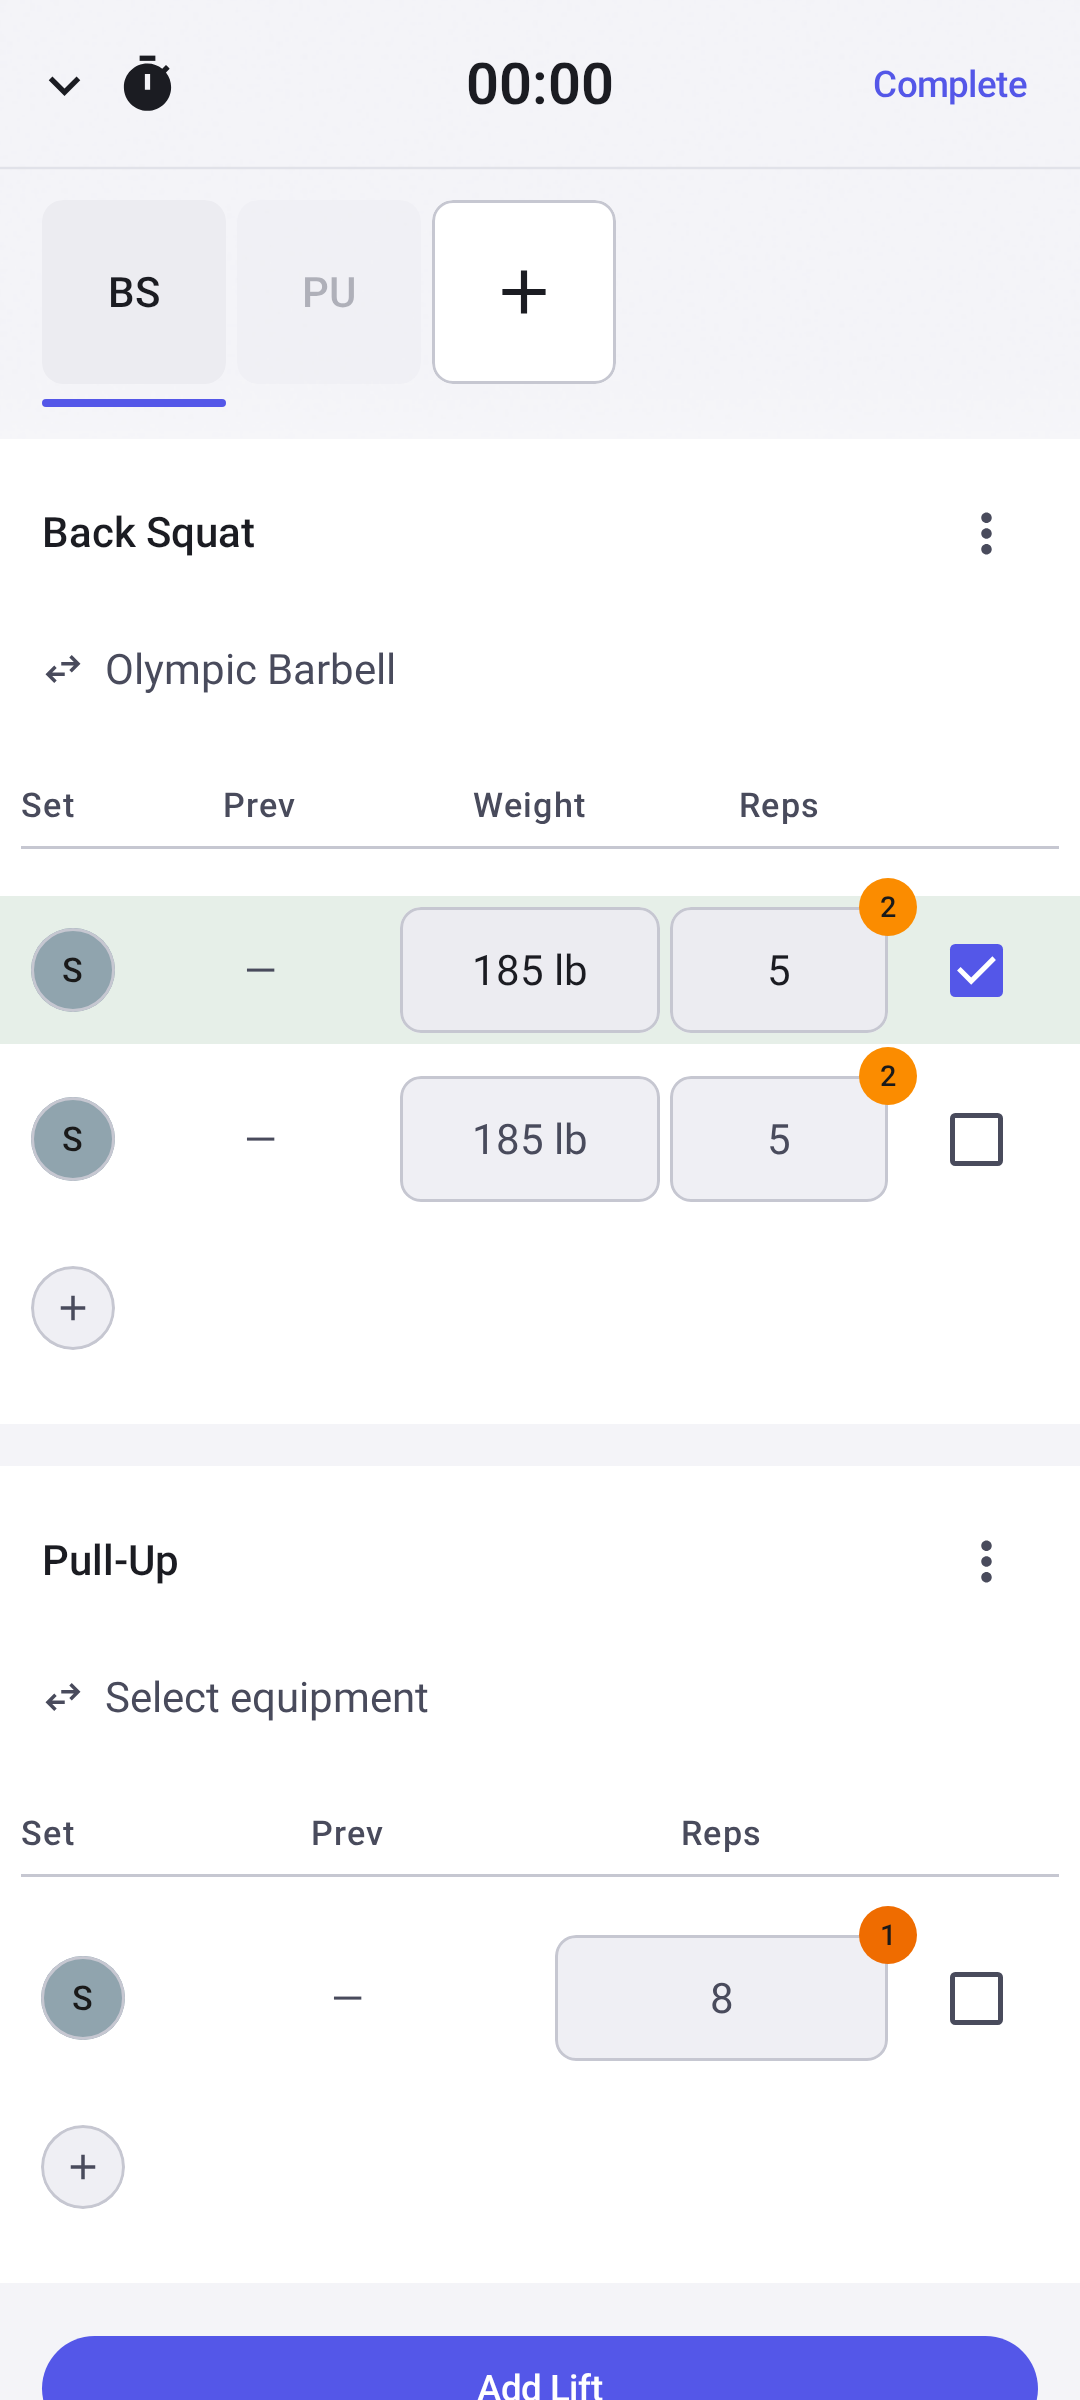 00:00 Complete
BS PU +
Back Squat
Olympic Barbell
Set Prev Weight Reps
2
S — 185 lb 5
2
S — 185 lb 5
+
Pull-Up
Select equipment
Set Prev Reps
1
S — 8
+
Add Lift